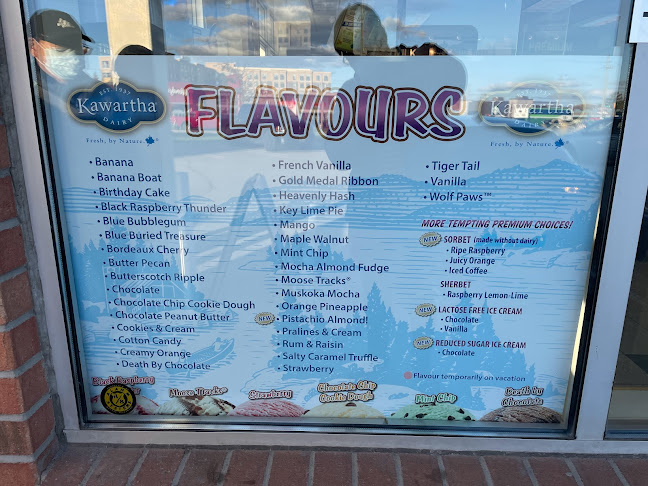 EST. 1937
Kawartha
DAIRY
Fresh, by Nature.
FLAVOURS
Kawartha
DAIRY
Fresh, by Nature.
• Banana
• Banana Boat
• Birthday Cake
• Black Raspberry Thunder
• Blue Bubblegum
• Blue Buried Treasure
• Bordeaux Cherry
• Butter Pecan
• Butterscotch Ripple
• Chocolate
• Chocolate Chip Cookie Dough
• Chocolate Peanut Butter
• Cookies & Cream
• Cotton Candy
• Creamy Orange
• Death By Chocolate
• French Vanilla
• Gold Medal Ribbon
• Heavenly Hash
• Key Lime Pie
• Mango
• Maple Walnut
• Mint Chip
• Mocha Almond Fudge
• Moose Tracks®
• Muskoka Mocha
• Orange Pineapple
NEW • Pistachio Almond!
• Pralines & Cream
• Rum & Raisin
• Salty Caramel Truffle
• Strawberry
• Tiger Tail
• Vanilla
• Wolf Paws™
MORE TEMPTING PREMIUM CHOICES!
NEW SORBET (made without dairy)
• Ripe Raspberry
• Juicy Orange
• Iced Coffee
SHERBET
• Raspberry Lemon-Lime
NEW LACTOSE FREE ICE CREAM
• Chocolate
• Vanilla
NEW REDUCED SUGAR ICE CREAM
• Chocolate
Flavour temporarily on vacation
Black Raspberry
Moose Tracks®
Strawberry
Chocolate Chip
Cookie Dough
Mint Chip
Death by
Chocolate